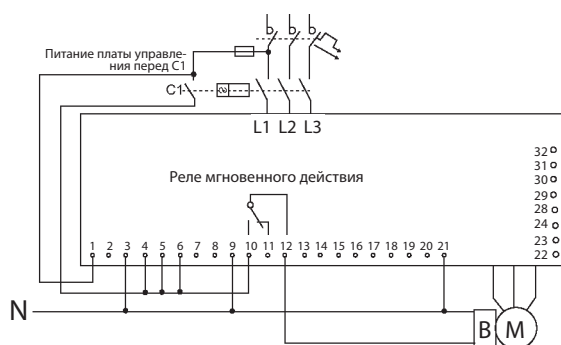 Питание платы управле-
ния перед C1
C1
L1 L2 L3
Реле мгновенного действия
32
31
30
29
28
24
23
22
1 2 3 4 5 6 7 8 9 10 11 12 13 14 15 16 17 18 19 20 21
N
B M